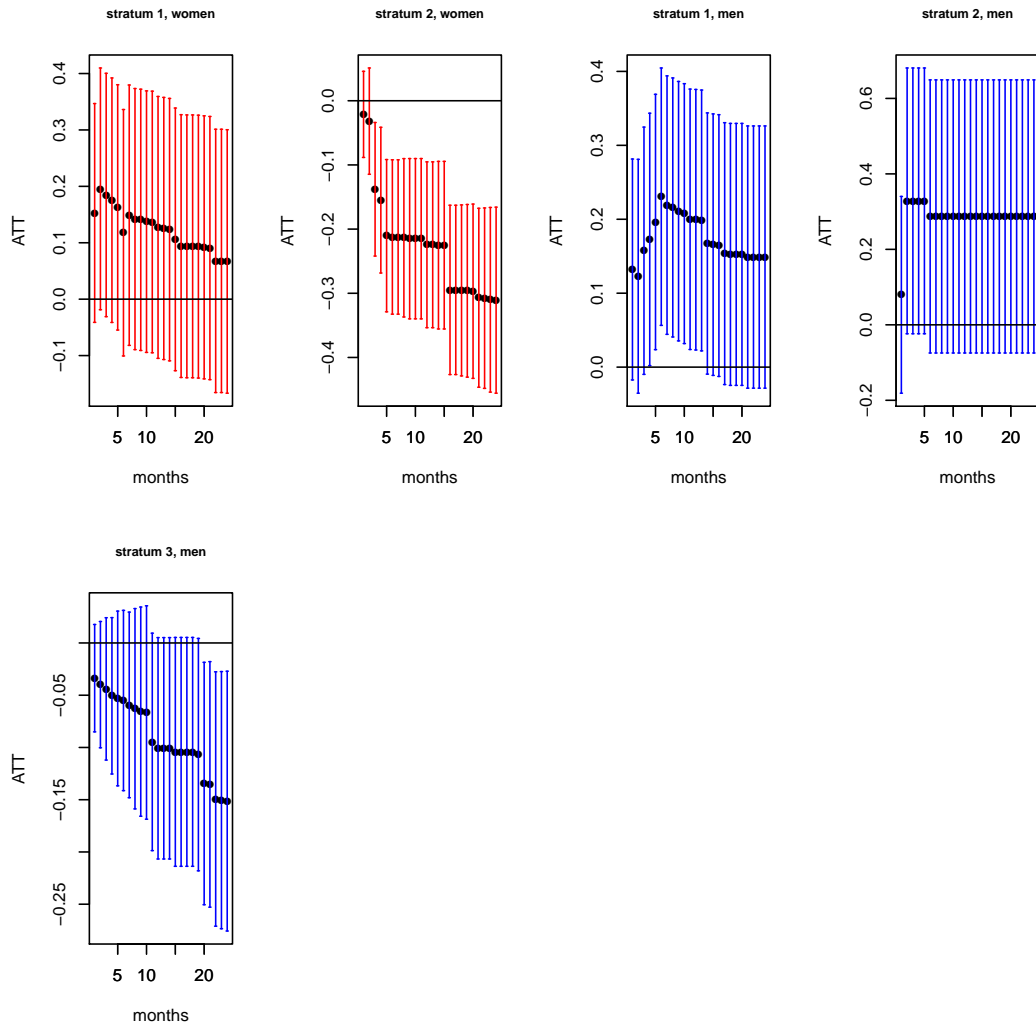 stratum 1, women
stratum 2, women
stratum 1, men
stratum 2, men
ATT
0.4
0.3
0.2
0.1
0.0
−0.1
5
10
20
months
ATT
0.0
−0.1
−0.2
−0.3
−0.4
5
10
20
months
ATT
0.4
0.3
0.2
0.1
0.0
5
10
20
months
ATT
0.6
0.4
0.2
0.0
−0.2
5
10
20
months
stratum 3, men
ATT
−0.05
−0.15
−0.25
5
10
20
months